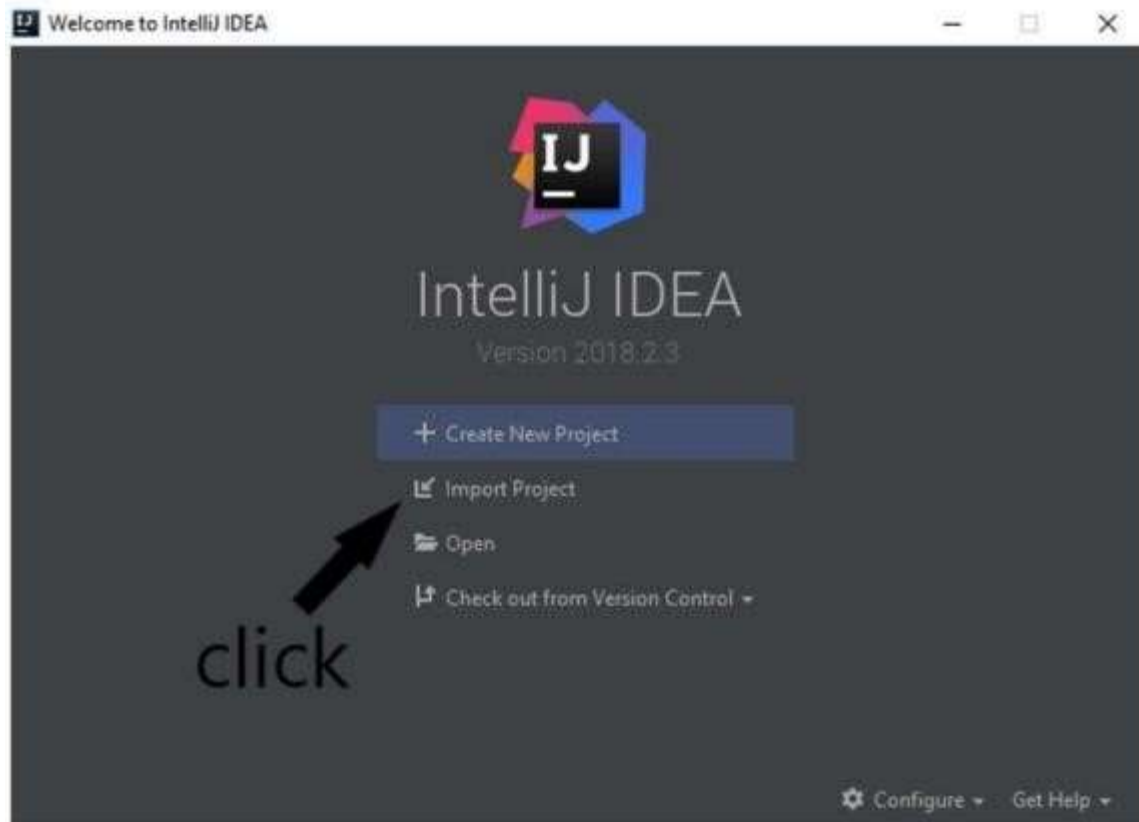 Welcome to IntelliJ IDEA
IJ
IntelliJ IDEA
Version 2018.2.3
Create New Project
Import Project
Open
Check out from Version Control
click
Configure
Get Help